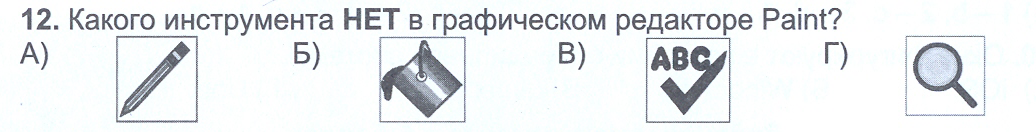 12. Какого инструмента НЕТ в графическом редакторе Paint?
А) Б) В) ABC Г)